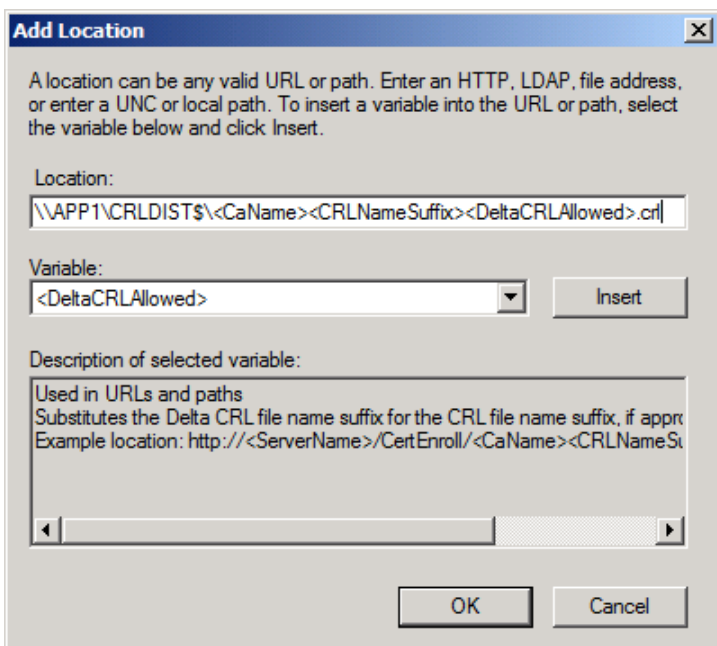 Add Location
A location can be any valid URL or path. Enter an HTTP, LDAP, file address,
or enter a UNC or local path. To insert a variable into the URL or path, select
the variable below and click Insert.
Location:
\\APP1\CRLDIST$\<CaName><CRLNameSuffix><DeltaCRLAllowed>.crl
Variable:
<DeltaCRLAllowed>
Insert
Description of selected variable:
Used in URLs and paths
Substitutes the Delta CRL file name suffix for the CRL file name suffix, if appro
Example location: http://<ServerName>/CertEnroll/<CaName><CRLNameSu
OK
Cancel